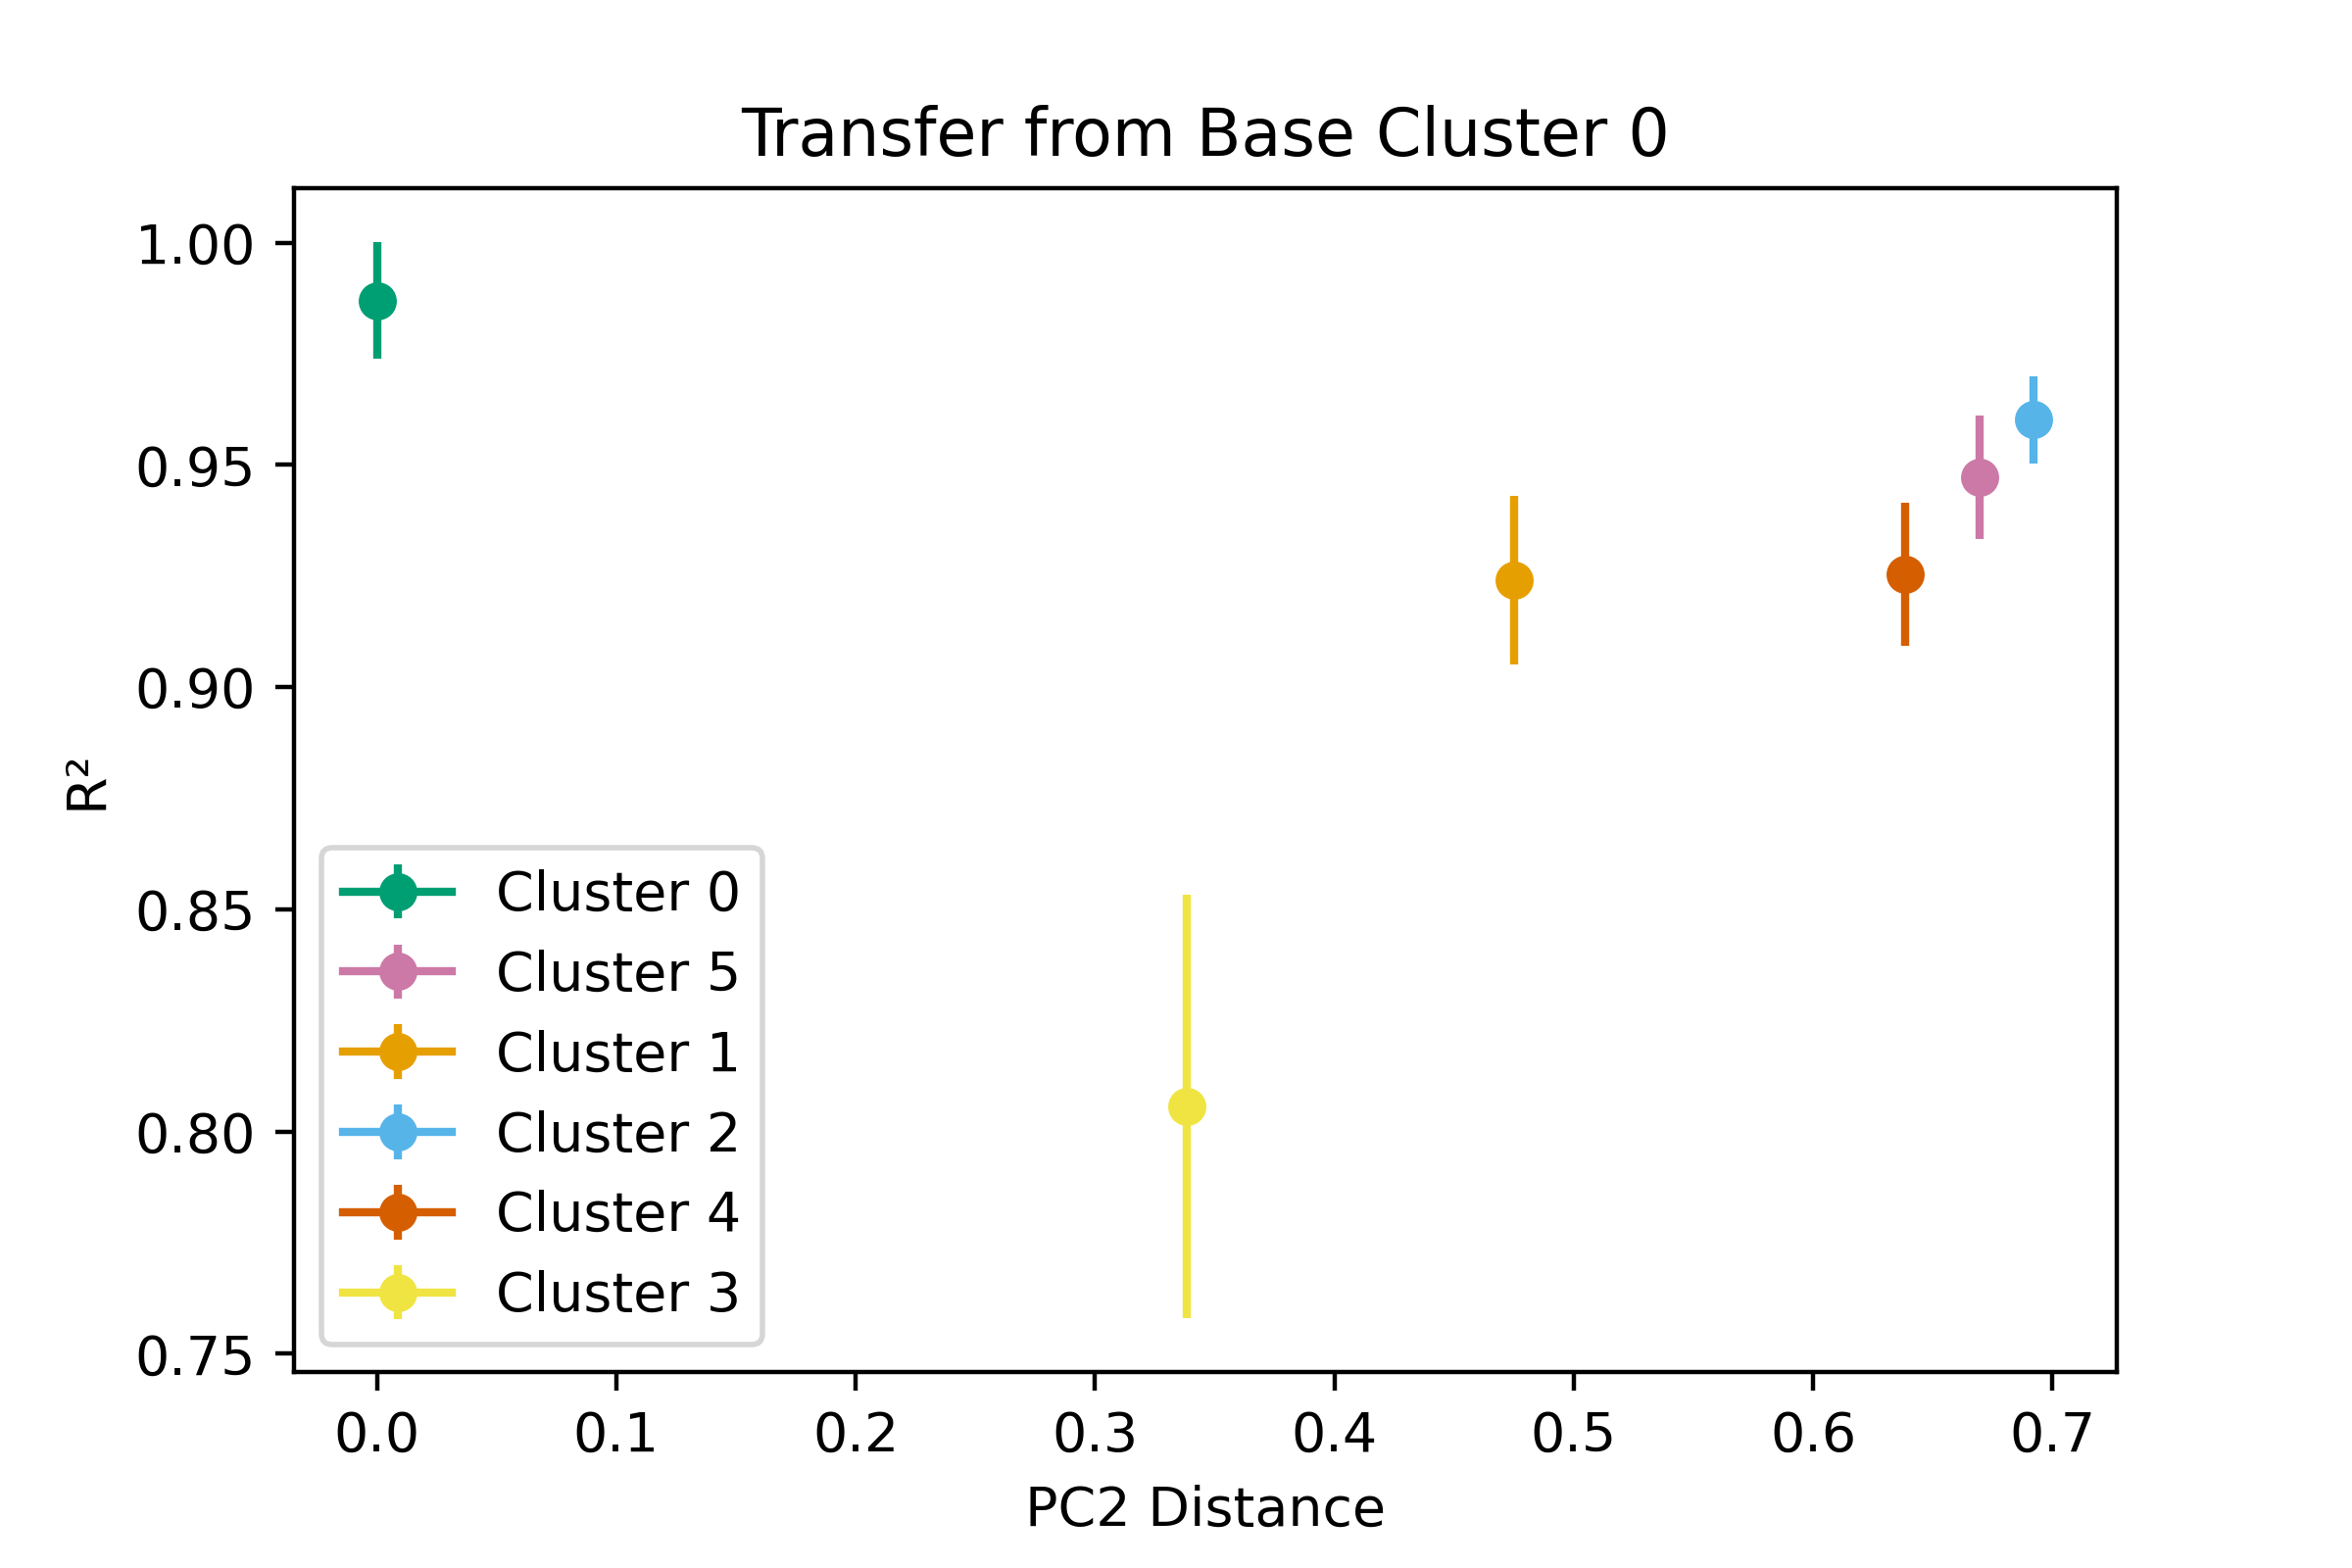 Transfer from Base Cluster 0
1.00
0.95
0.90
0.85
0.80
0.75
R²
Cluster 0
Cluster 5
Cluster 1
Cluster 2
Cluster 4
Cluster 3
0.0 0.1 0.2 0.3 0.4 0.5 0.6 0.7
PC2 Distance